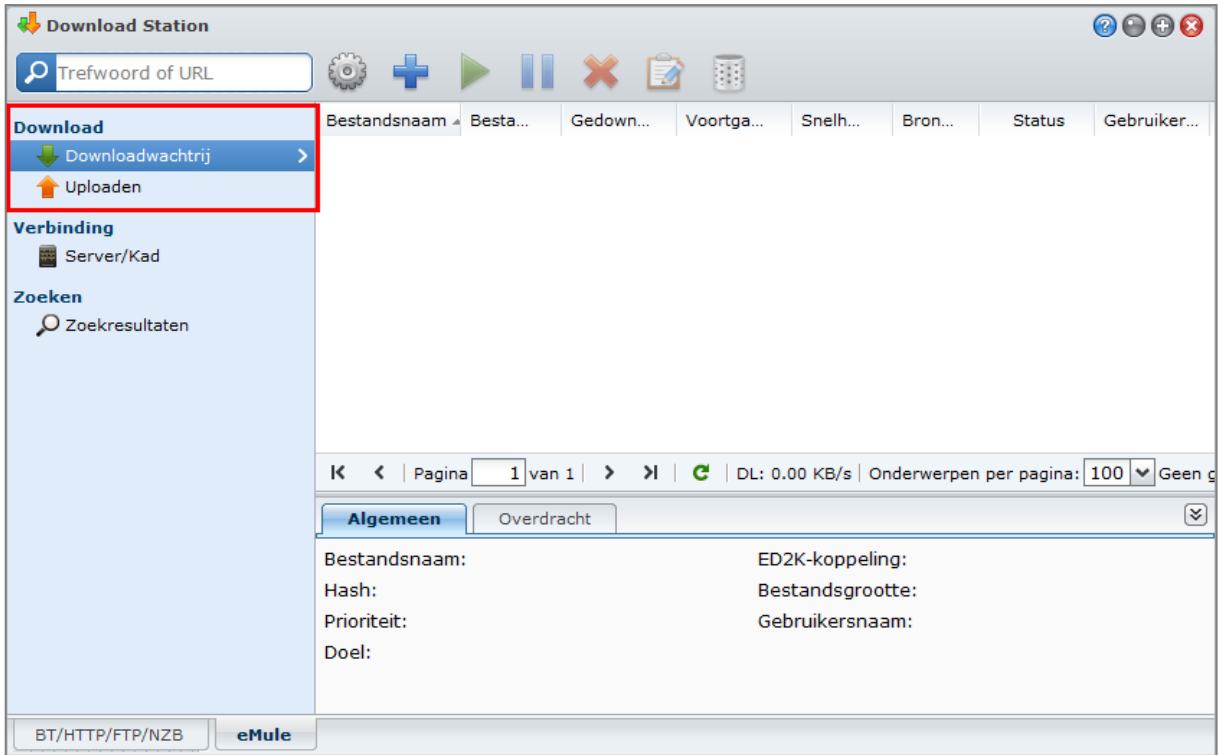 Download Station
Trefwoord of URL
Download
Downloadwachtrij
Uploaden
Verbinding
Server/Kad
Zoeken
Zoekresultaten
Bestandsnaam Besta... Gedown... Voortga... Snelh... Bron... Status Gebruiker...
Pagina 1 van 1 DL: 0.00 KB/s Onderwerpen per pagina: 100 Geen
Algemeen Overdracht
Bestandsnaam: ED2K-koppeling:
Hash: Bestandsgrootte:
Prioriteit: Gebruikersnaam:
Doel:
BT/HTTP/FTP/NZB eMule